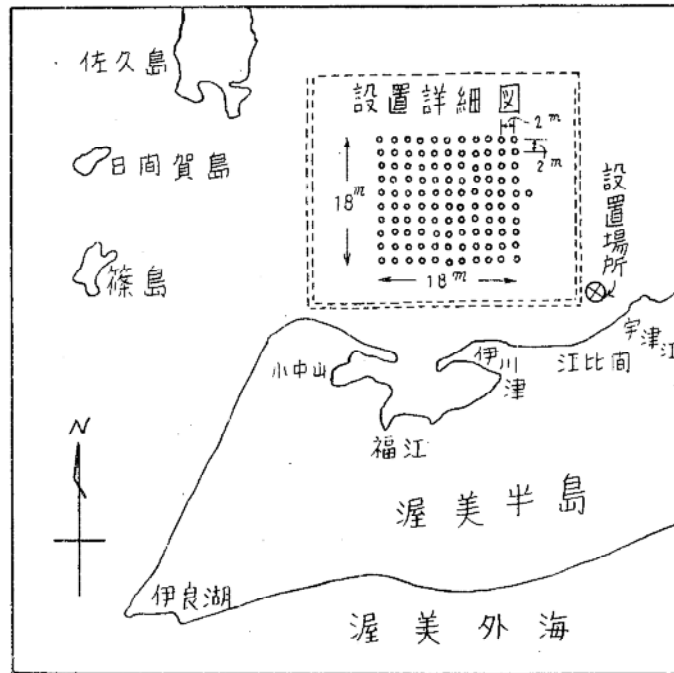 佐久島
設置詳細図
2m
2m
日間賀島
18m
設置場所
篠島
18m
宇津江
伊川津
江比間
小中山
N
福江
渥美半島
伊良湖
渥美外海